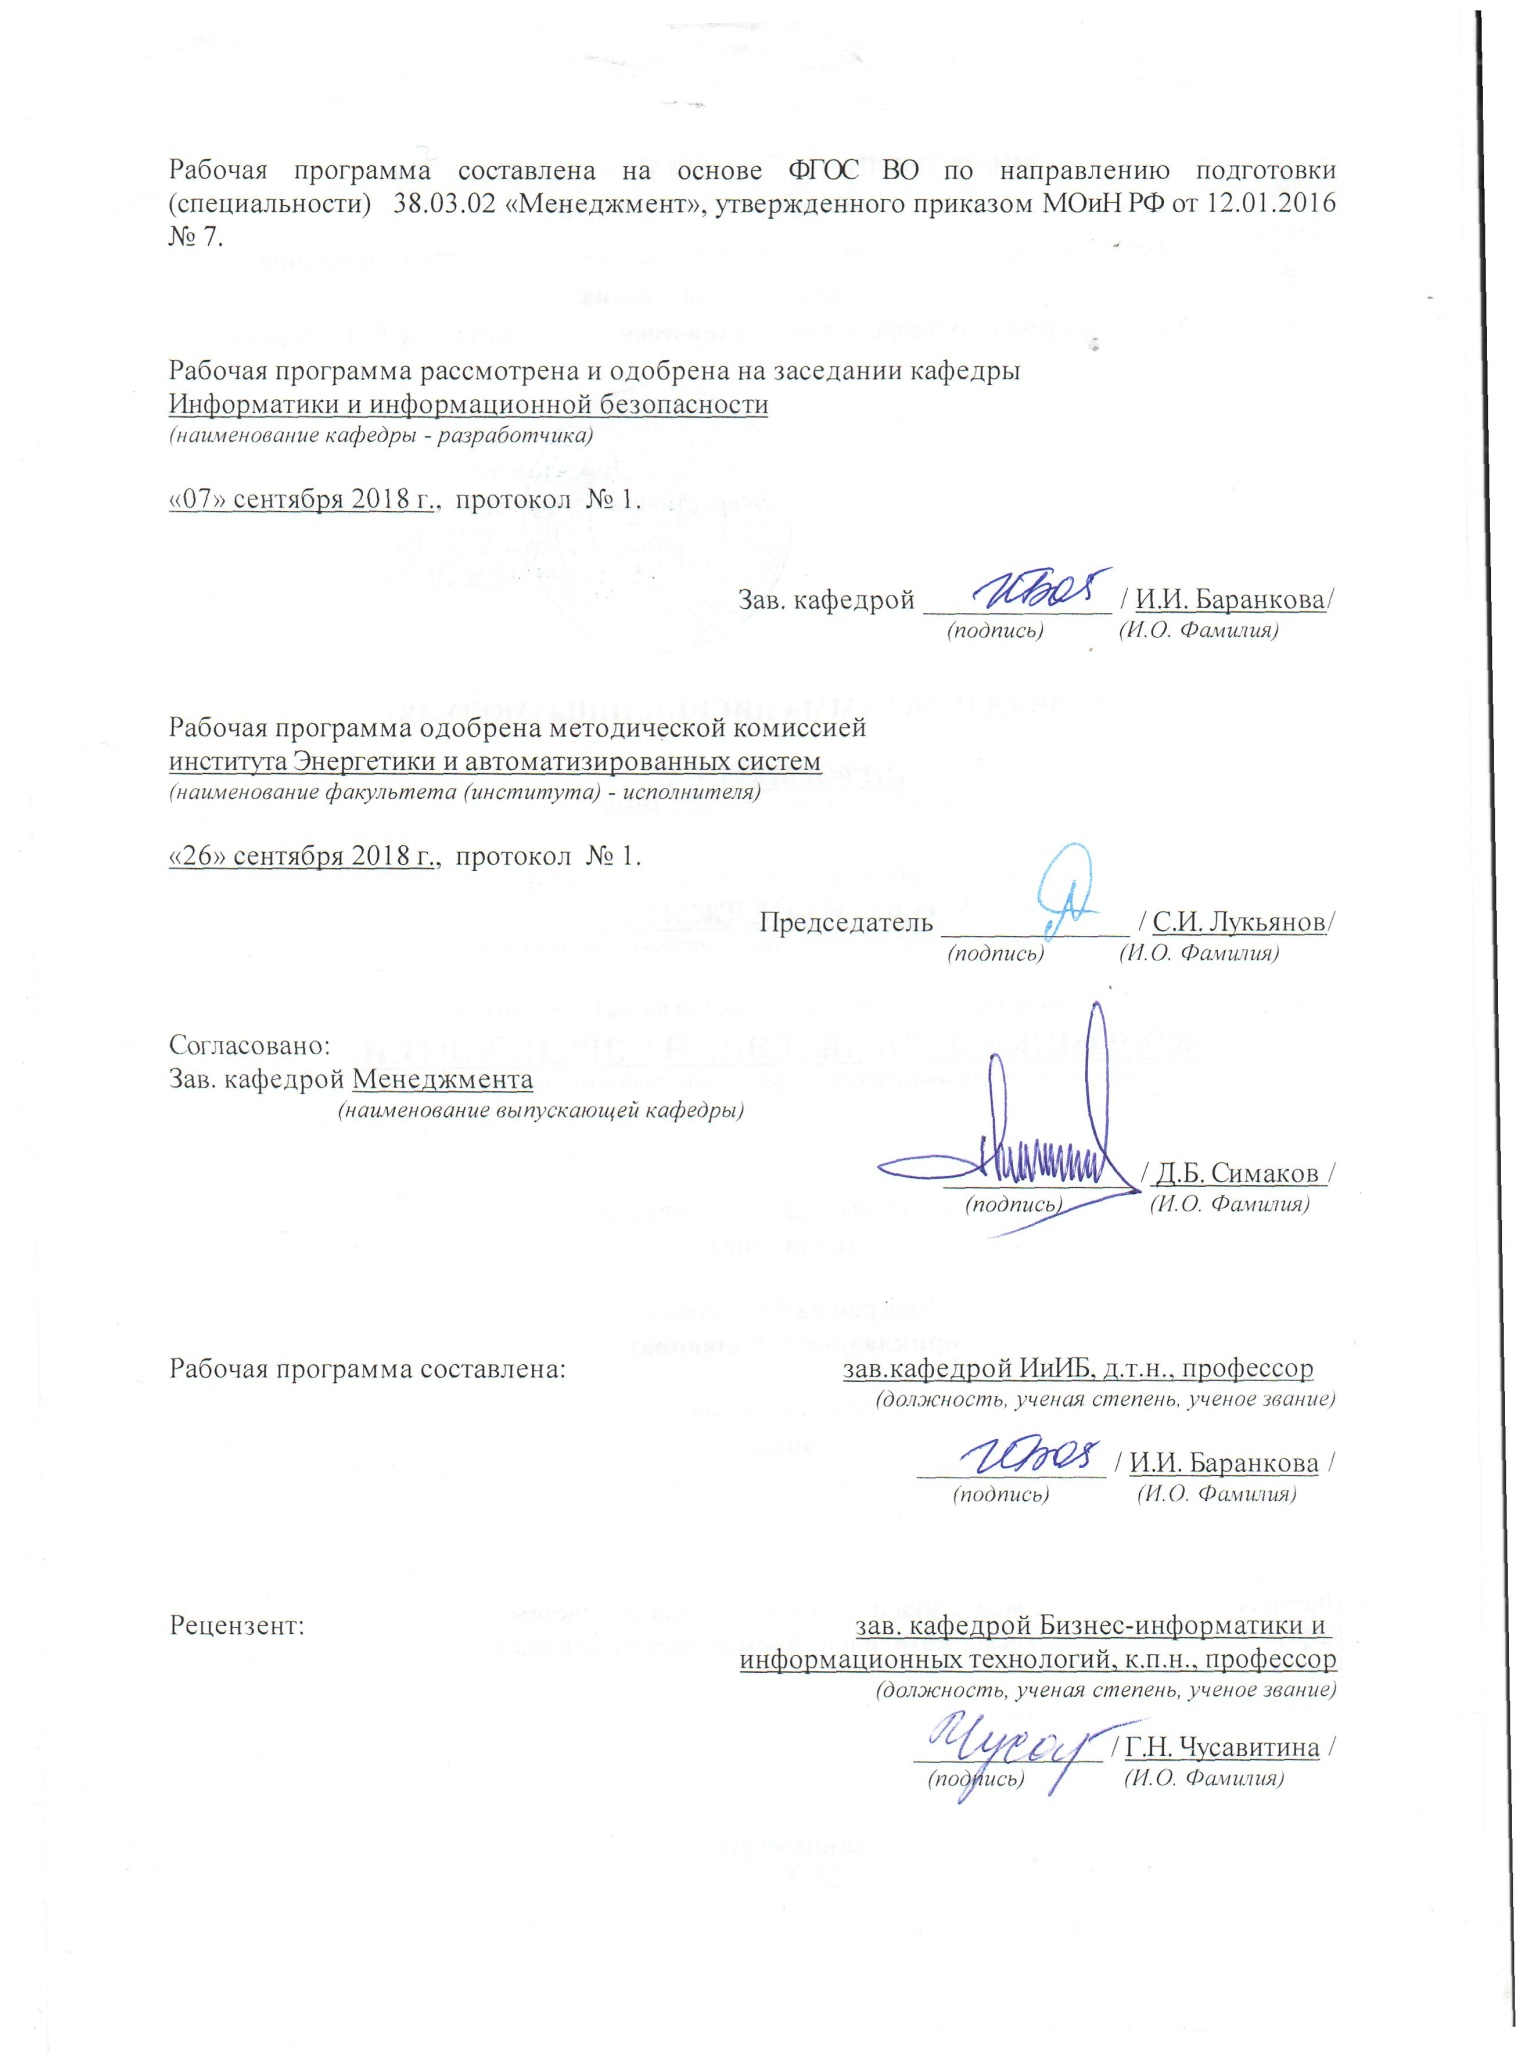 Рабочая программа составлена на основе ФГОС ВО по направлению подготовки
(специальности) 38.03.02 «Менеджмент», утвержденного приказом МОиН РФ от 12.01.2016
№ 7.
Рабочая программа рассмотрена и одобрена на заседании кафедры
Информатики и информационной безопасности
(наименование кафедры - разработчика)
«07» сентября 2018 г., протокол № 1.
Зав. кафедрой ______________ / И.И. Баранкова/
(подпись) (И.О. Фамилия)
Рабочая программа одобрена методической комиссией
института Энергетики и автоматизированных систем
(наименование факультета (института) - исполнителя)
«26» сентября 2018 г., протокол № 1.
Председатель ______________ / С.И. Лукьянов/
(подпись) (И.О. Фамилия)
Согласовано:
Зав. кафедрой Менеджмента
(наименование выпускающей кафедры)
______________ / Д.Б. Симаков /
(подпись) (И.О. Фамилия)
Рабочая программа составлена: зав.кафедрой ИиИБ, д.т.н., профессор
(должность, ученая степень, ученое звание)
______________ / И.И. Баранкова /
(подпись) (И.О. Фамилия)
Рецензент: зав. кафедрой Бизнес-информатики и
информационных технологий, к.п.н., профессор
(должность, ученая степень, ученое звание)
______________ / Г.Н. Чусавитина /
(подпись) (И.О. Фамилия)